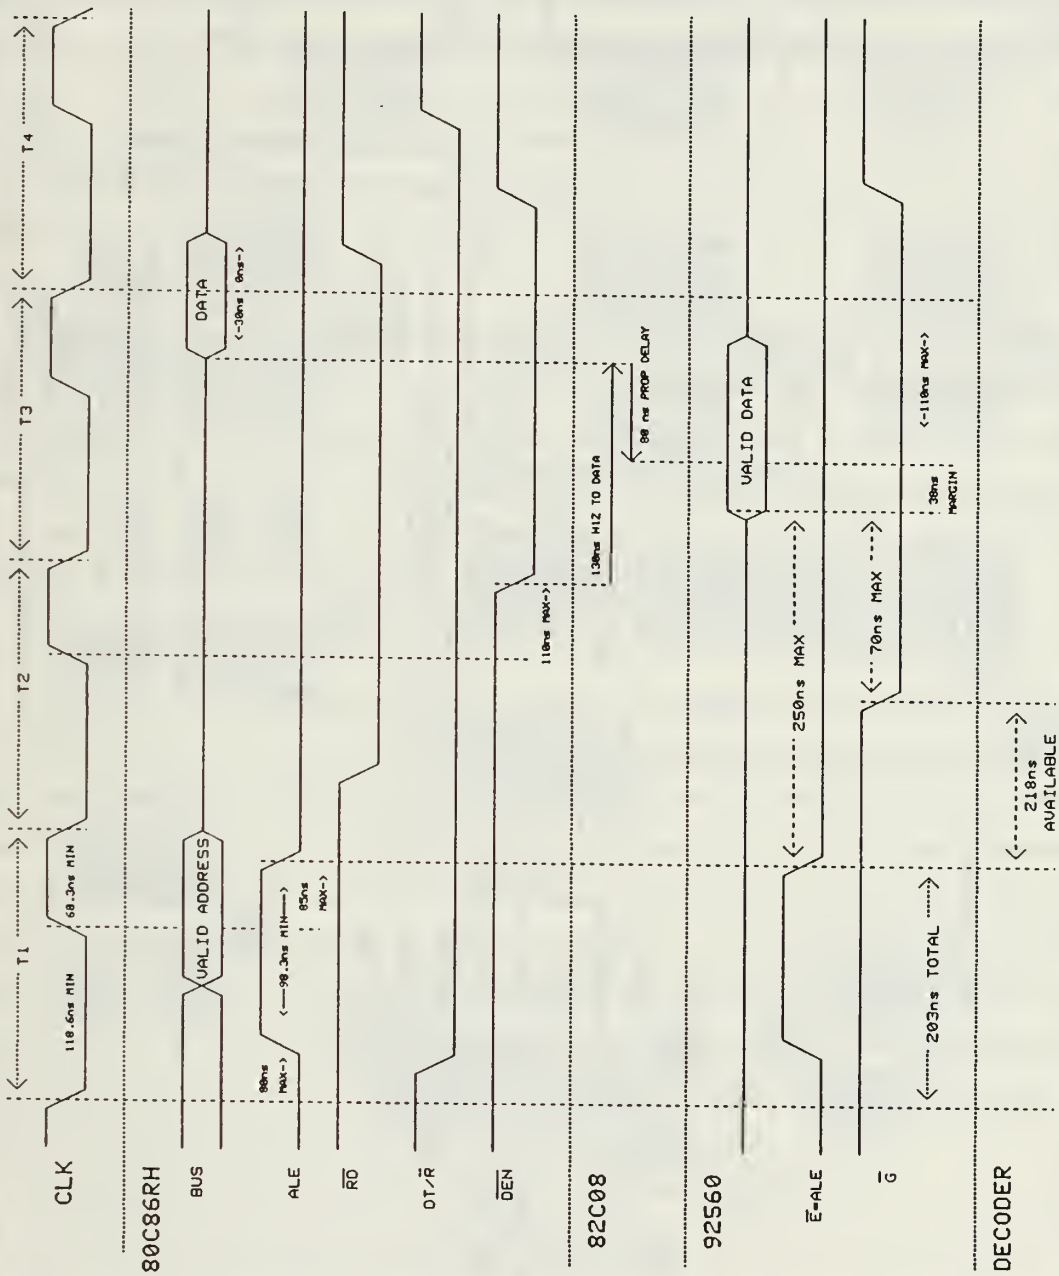 CLK
T1
T2
T3
T4
118.6ns MIN
68.3ns MIN
80C86RH
BUS
VALID ADDRESS
DATA
<-30ns 0ns->
ALE
80ns
MAX->
<——98.3ns MIN——>
85ns
MAX->
RD
DT/R
DEN
110ns MAX->
82C08
130ns HIZ TO DATA
80 ns PROP DELAY
92560
VALID DATA
E=ALE
250ns MAX
G
70ns MAX
38ns
MARGIN
<-110ns MAX->
203ns TOTAL
DECODER
218ns
AVAILABLE